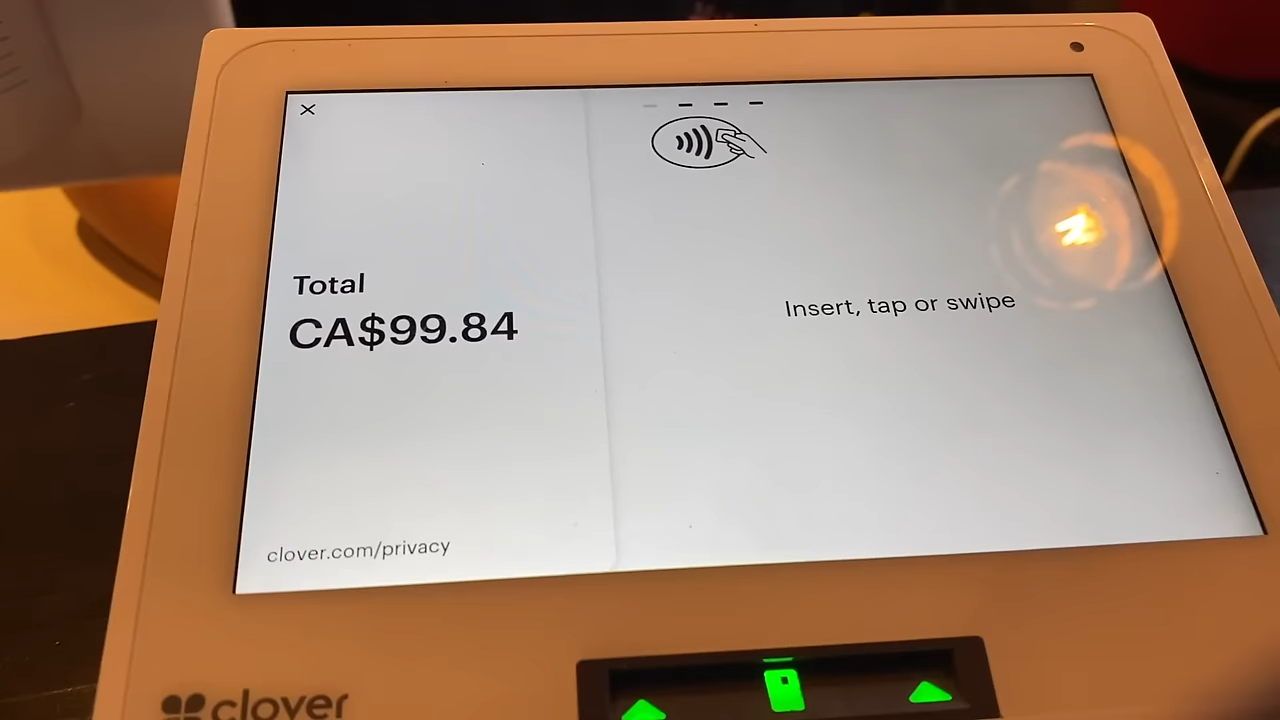 Total
CA$99.84
Insert, tap or swipe
clover.com/privacy
clover